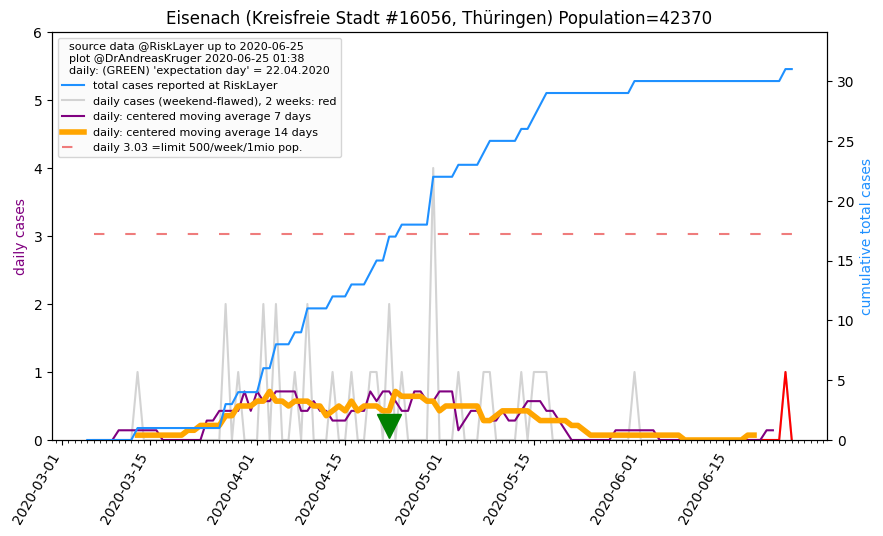 Eisenach (Kreisfreie Stadt #16056, Thüringen) Population=42370
source data @RiskLayer up to 2020-06-25
plot @DrAndreasKruger 2020-06-25 01:38
daily: (GREEN) 'expectation day' = 22.04.2020
total cases reported at RiskLayer
daily cases (weekend-flawed), 2 weeks: red
daily: centered moving average 7 days
daily: centered moving average 14 days
daily 3.03 =limit 500/week/1mio pop.
daily cases
6
5
4
3
2
1
0
cumulative total cases
30
25
20
15
10
5
0
2020-03-01
2020-03-15
2020-04-01
2020-04-15
2020-05-01
2020-05-15
2020-06-01
2020-06-15